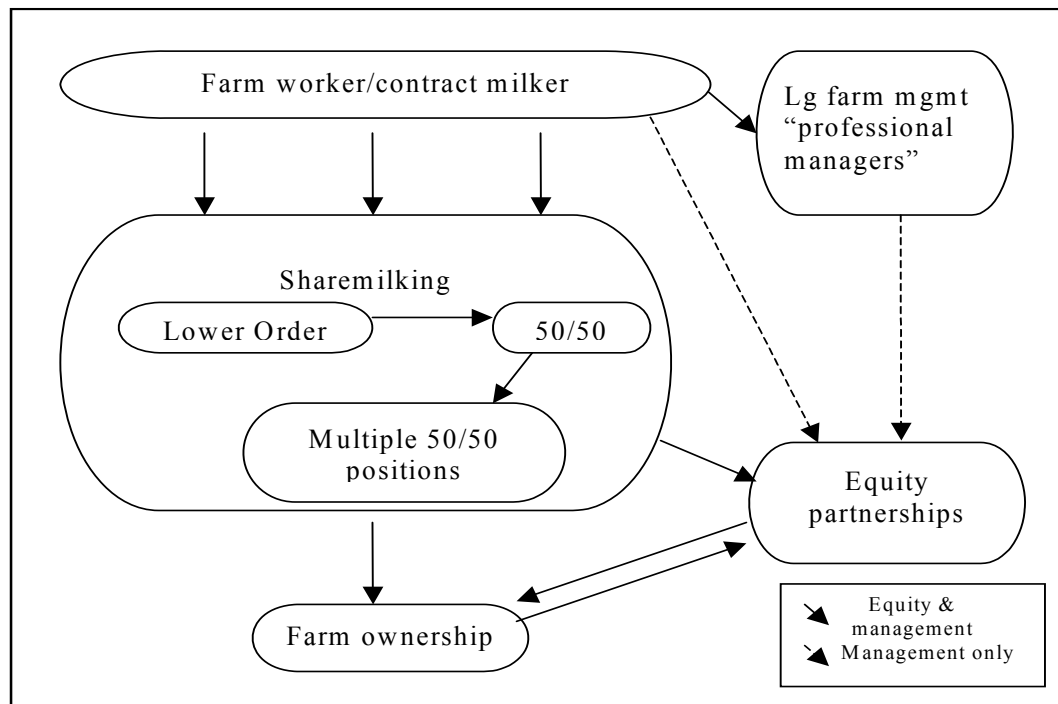 Farm worker/contract milker
Lg farm mgmt
“professional
managers”
Sharemilking
Lower Order
50/50
Multiple 50/50
positions
Equity
partnerships
Farm ownership
Equity &
management
Management only